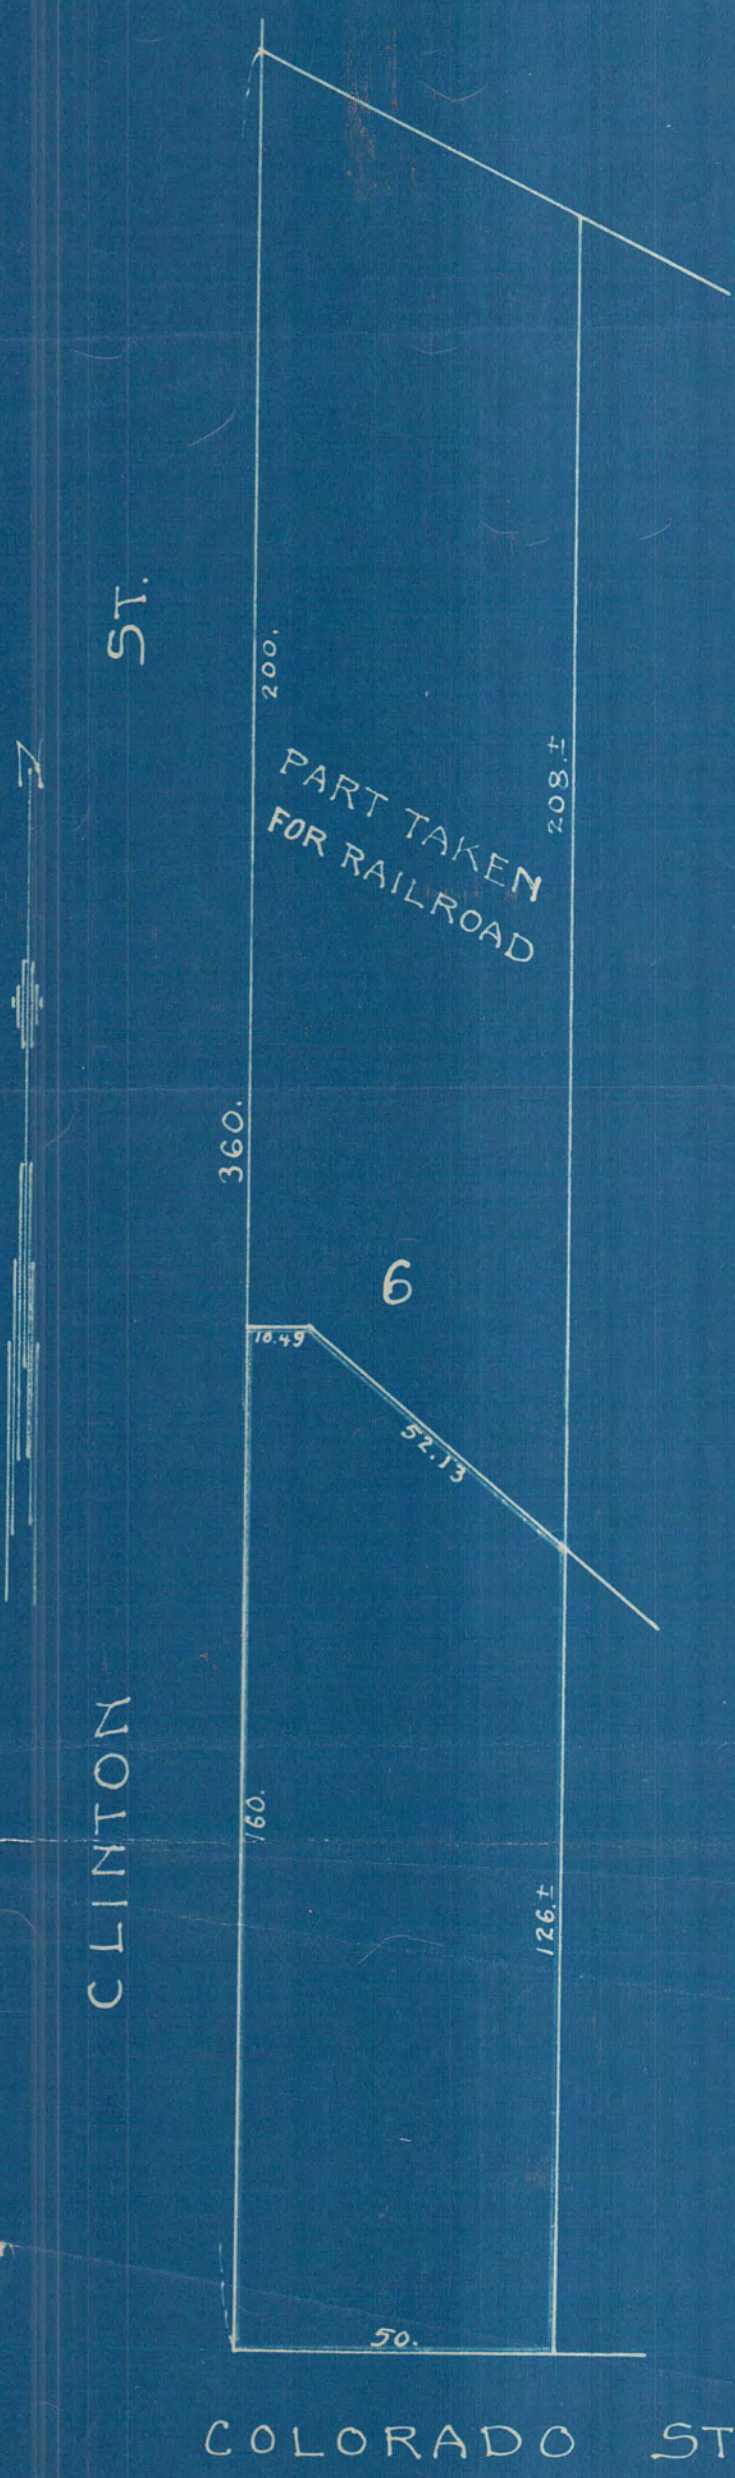 ST.
200.
N
PART TAKEN
FOR RAILROAD
208.±
360.
6
10.49
52.13
CLINTON
160.
126.±
50.
COLORADO ST